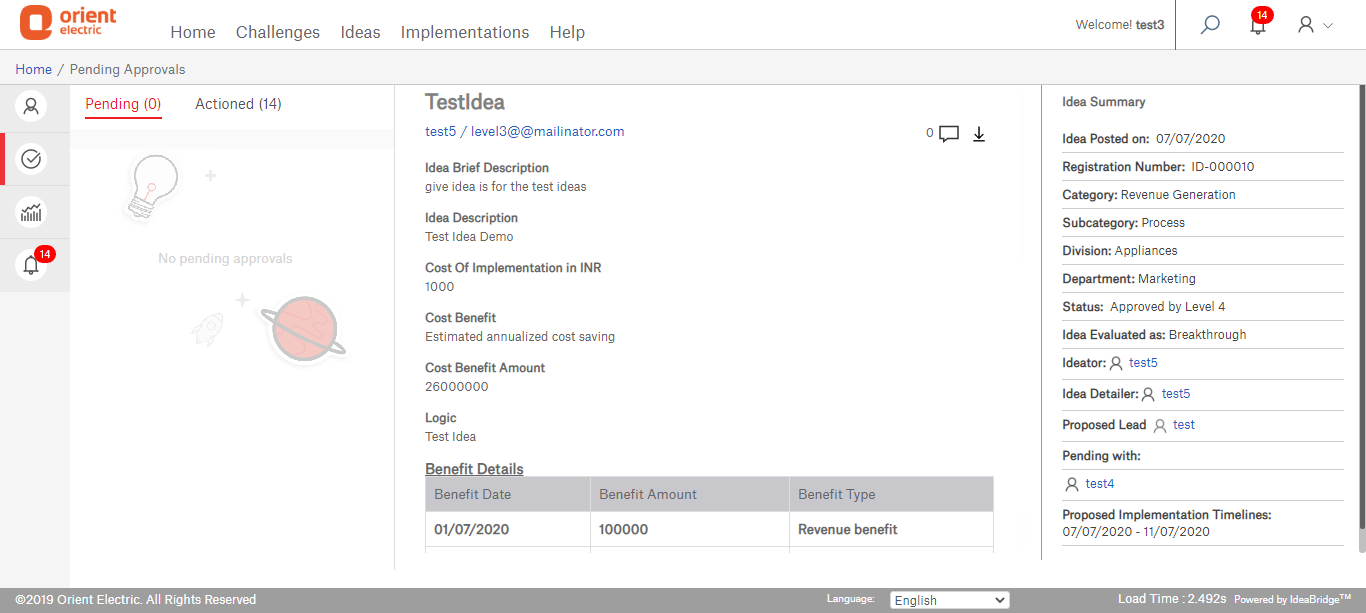 orient
electric
Home Challenges Ideas Implementations Help
Welcome! test3
14
Home / Pending Approvals
Pending (0) Actioned (14)
14
No pending approvals
TestIdea
test5 / level3@@mailinator.com
0
Idea Brief Description
give idea is for the test ideas
Idea Description
Test Idea Demo
Cost Of Implementation in INR
1000
Cost Benefit
Estimated annualized cost saving
Cost Benefit Amount
26000000
Logic
Test Idea
Benefit Details
Benefit Date Benefit Amount Benefit Type
01/07/2020 100000 Revenue benefit
Idea Summary
Idea Posted on: 07/07/2020
Registration Number: ID-000010
Category: Revenue Generation
Subcategory: Process
Division: Appliances
Department: Marketing
Status: Approved by Level 4
Idea Evaluated as: Breakthrough
Ideator: test5
Idea Detailer: test5
Proposed Lead test
Pending with:
test4
Proposed Implementation Timelines:
07/07/2020 - 11/07/2020
©2019 Orient Electric. All Rights Reserved
Language: English
Load Time : 2.492s Powered by IdeaBridge™